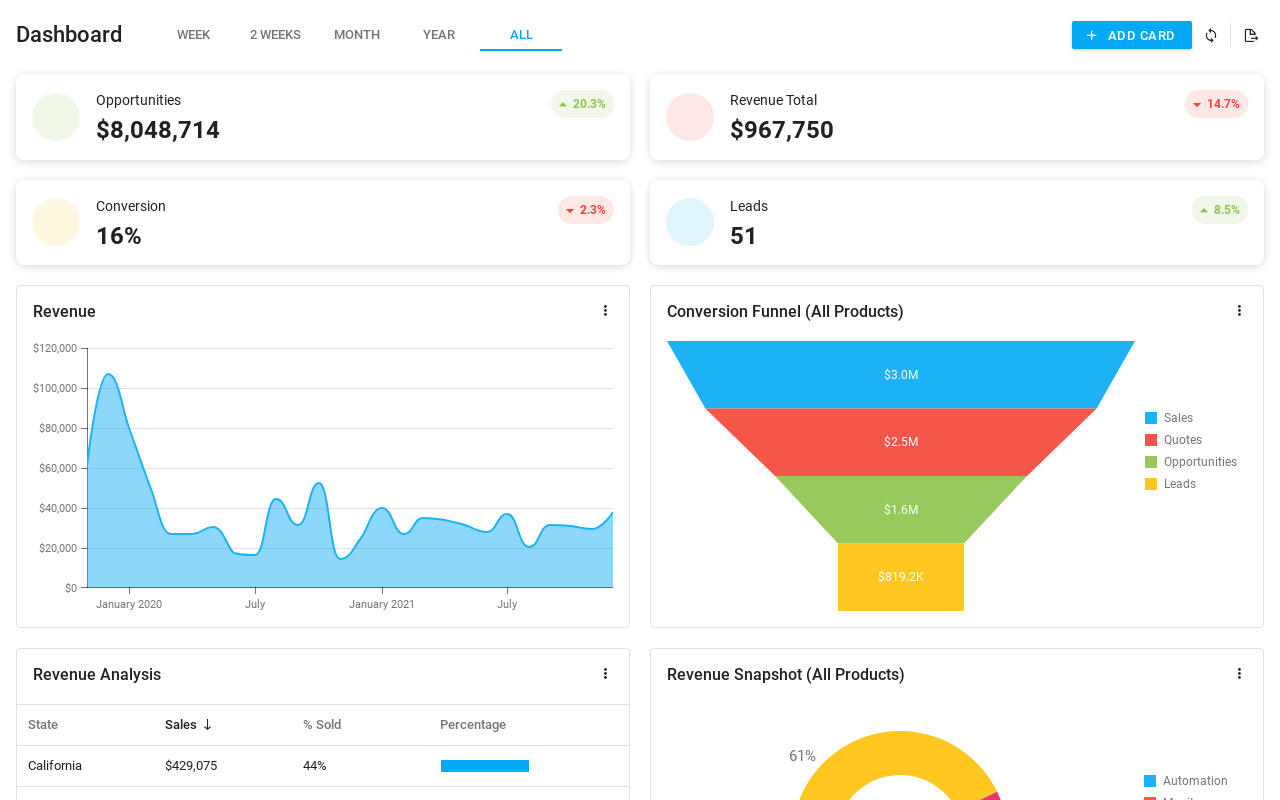 Dashboard WEEK 2 WEEKS MONTH YEAR ALL ADD CARD
Opportunities 20.3%
$8,048,714
Revenue Total 14.7%
$967,750
Conversion 2.3%
16%
Leads 8.5%
51
Revenue
$120,000
$100,000
$80,000
$60,000
$40,000
$20,000
$0
January 2020 July January 2021 July
Conversion Funnel (All Products)
$3.0M
$2.5M
$1.6M
$819.2K
Sales
Quotes
Opportunities
Leads
Revenue Analysis
State Sales % Sold Percentage
California $429,075 44%
Revenue Snapshot (All Products)
61%
Automation